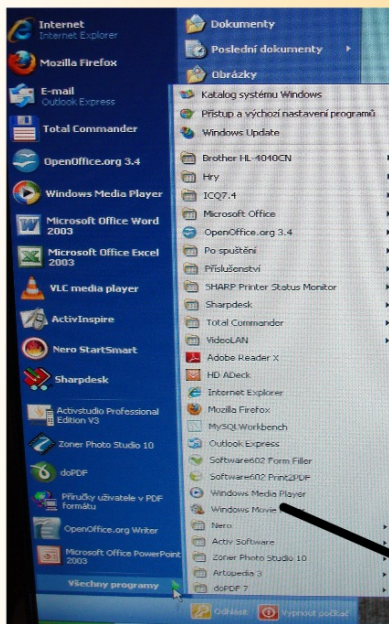 Internet
Internet Explorer
Mozilla Firefox
E-mail
Outlook Express
Total Commander
OpenOffice.org 3.4
Windows Media Player
Microsoft Office Word
2003
Microsoft Office Excel
2003
VLC media player
ActivInspire
Nero StartSmart
Sharpdesk
Activstudio Professional
Edition V3
Zoner Photo Studio 10
doPDF
Příručky uživatele v PDF
formátu
OpenOffice.org Writer
Microsoft Office PowerPoint
2003
Všechny programy
Dokumenty
Poslední dokumenty
Obrázky
Katalog systému Windows
Přístup a výchozí nastavení programů
Windows Update
Brother HL-4040CN
Hry
ICQ7.4
Microsoft Office
OpenOffice.org 3.4
Po spuštění
Příslušenství
SHARP Printer Status Monitor
Sharpdesk
Total Commander
VideoLAN
Adobe Reader X
HD ADeck
Internet Explorer
Mozilla Firefox
MySQL Workbench
Outlook Express
Software602 Form Filler
Software602 Print2PDF
Windows Media Player
Windows Movie
Nero
Activ Software
Zoner Photo Studio 10
Artopedia 3
doPDF 7
Odhlásit
Vypnout počítač